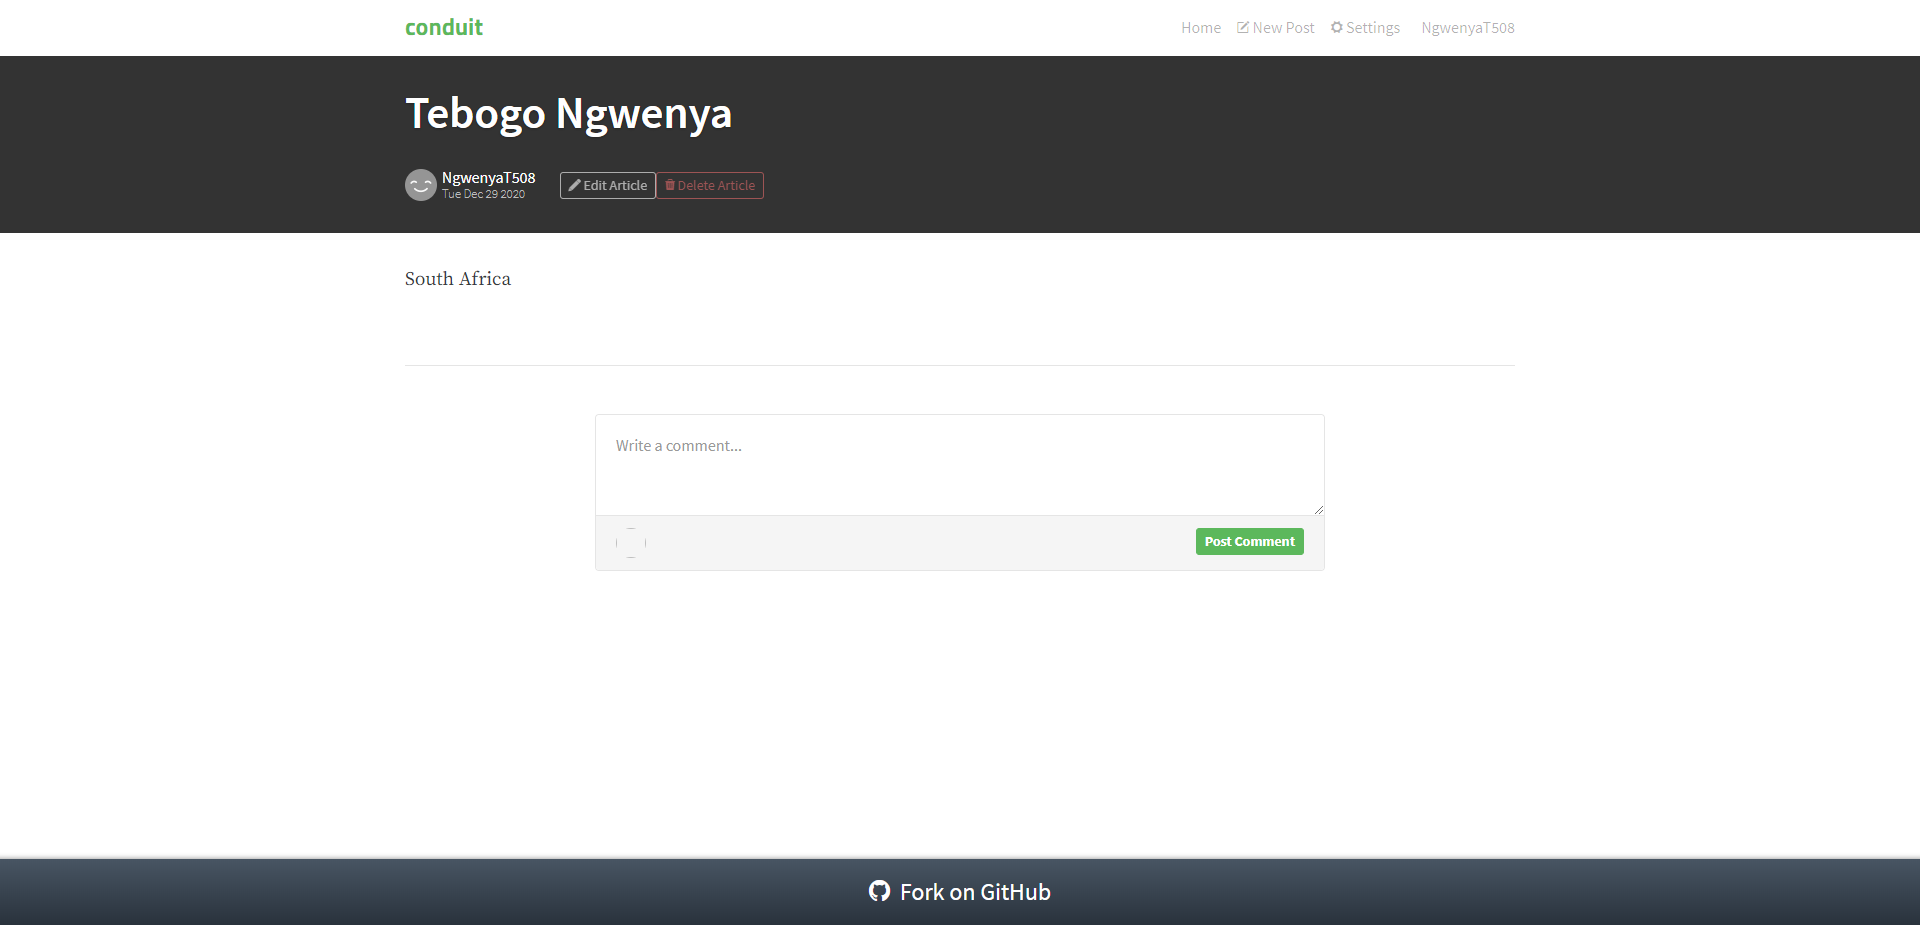 conduit
Home New Post Settings NgwenyaT508
Tebogo Ngwenya
NgwenyaT508
Tue Dec 29 2020
Edit Article Delete Article
South Africa
Write a comment...
Post Comment
Fork on GitHub